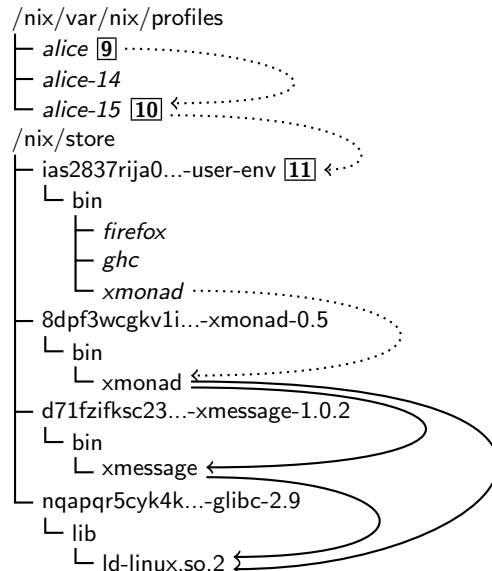 /nix/var/nix/profiles
alice 9
alice-14
alice-15 10
/nix/store
ias2837rija0...-user-env 11
bin
firefox
ghc
xmonad
8dpf3wcgkv1i...-xmonad-0.5
bin
xmonad
d71fzifksc23...-xmessage-1.0.2
bin
xmessage
nqapqr5cyk4k...-glibc-2.9
lib
ld-linux.so.2